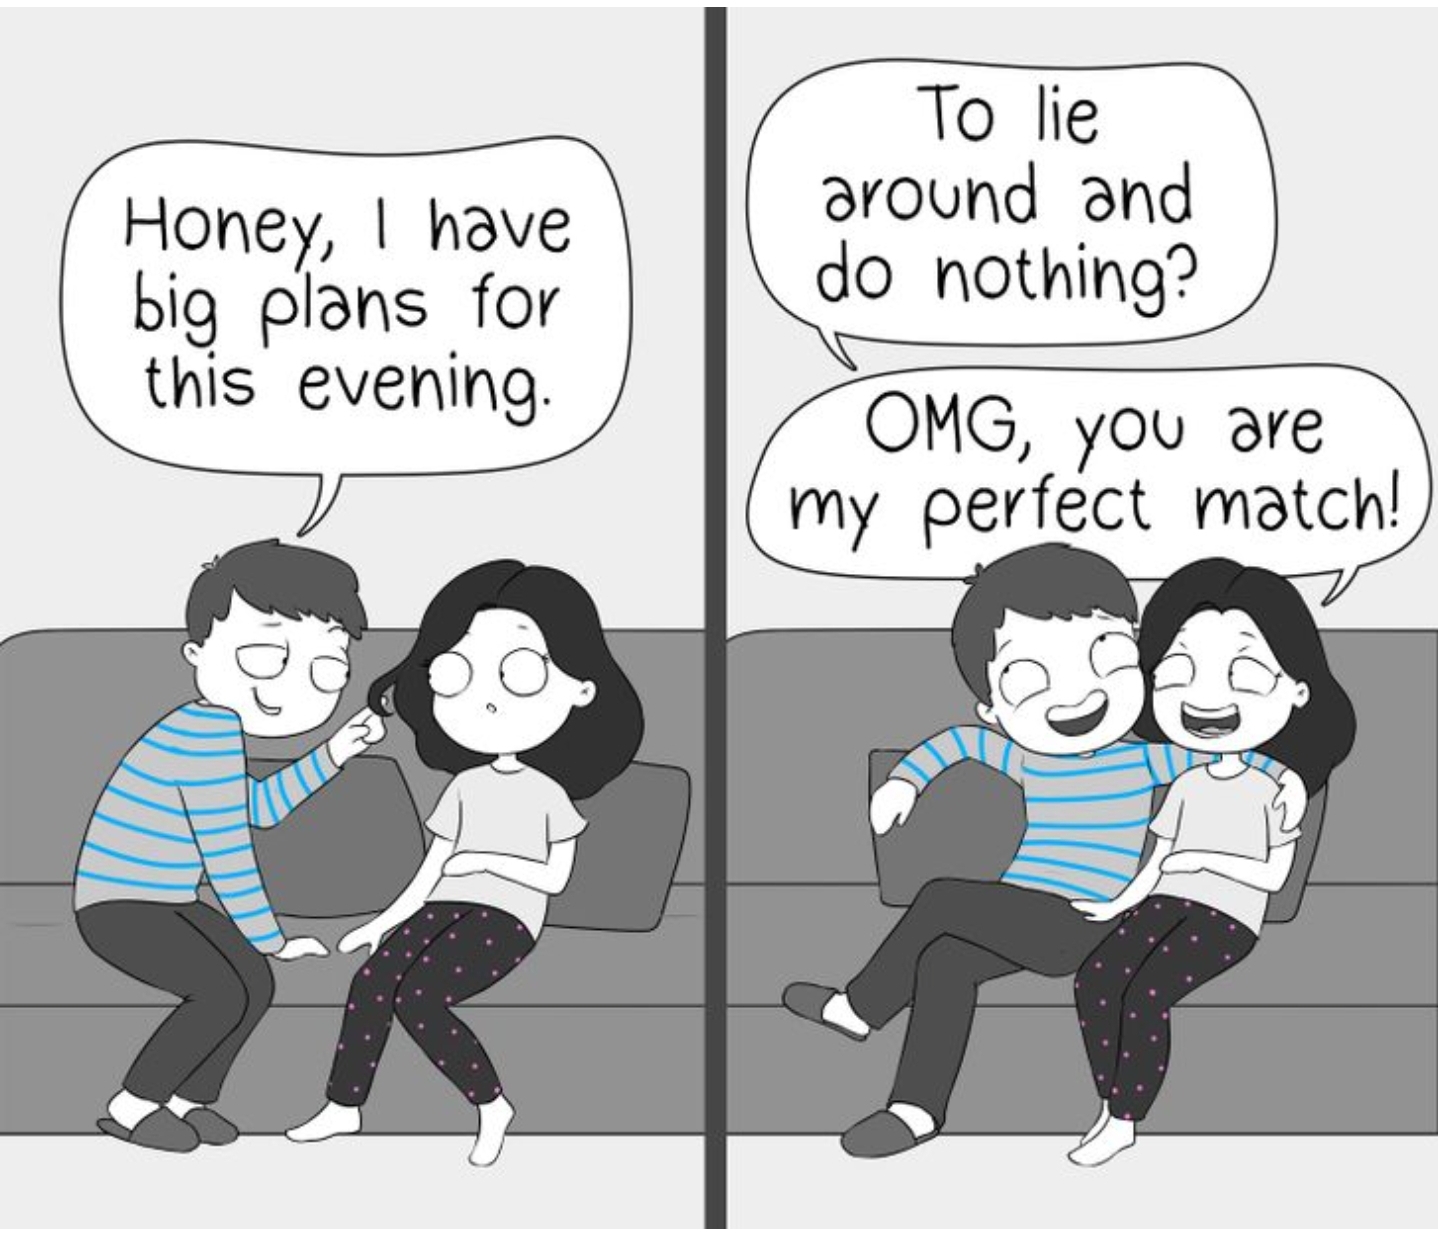 Honey, I have
big plans for
this evening.
To lie
around and
do nothing?
OMG, you are
my perfect match!